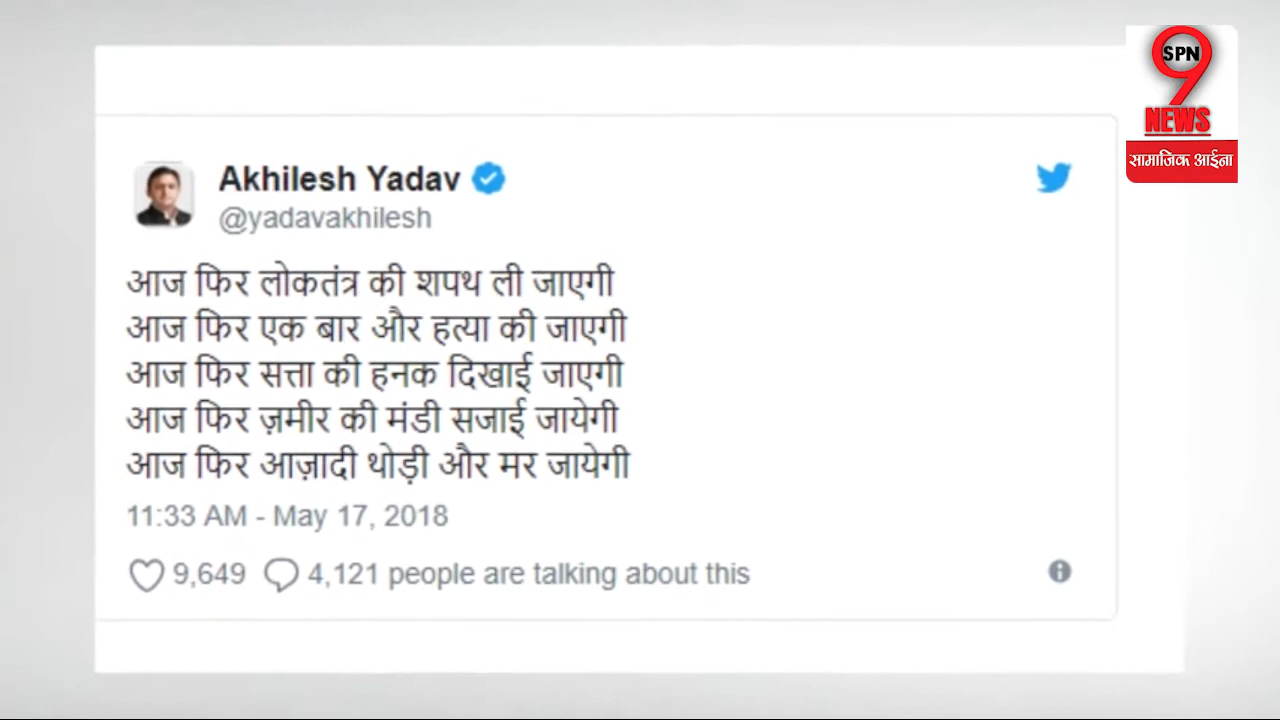 SPN
9
NEWS
सामाजिक आईना
Akhilesh Yadav
@yadavakhilesh
आज फिर लोकतंत्र की शपथ ली जाएगी
आज फिर एक बार और हत्या की जाएगी
आज फिर सत्ता की हनक दिखाई जाएगी
आज फिर ज़मीर की मंडी सजाई जायेगी
आज फिर आज़ादी थोड़ी और मर जायेगी
11:33 AM - May 17, 2018
9,649 4,121 people are talking about this